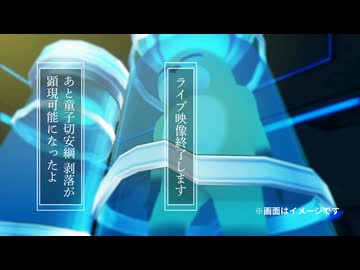 ライブ映像終了します
あと童子切安綱 剥落が
顕現可能になったよ
※画面はイメージです